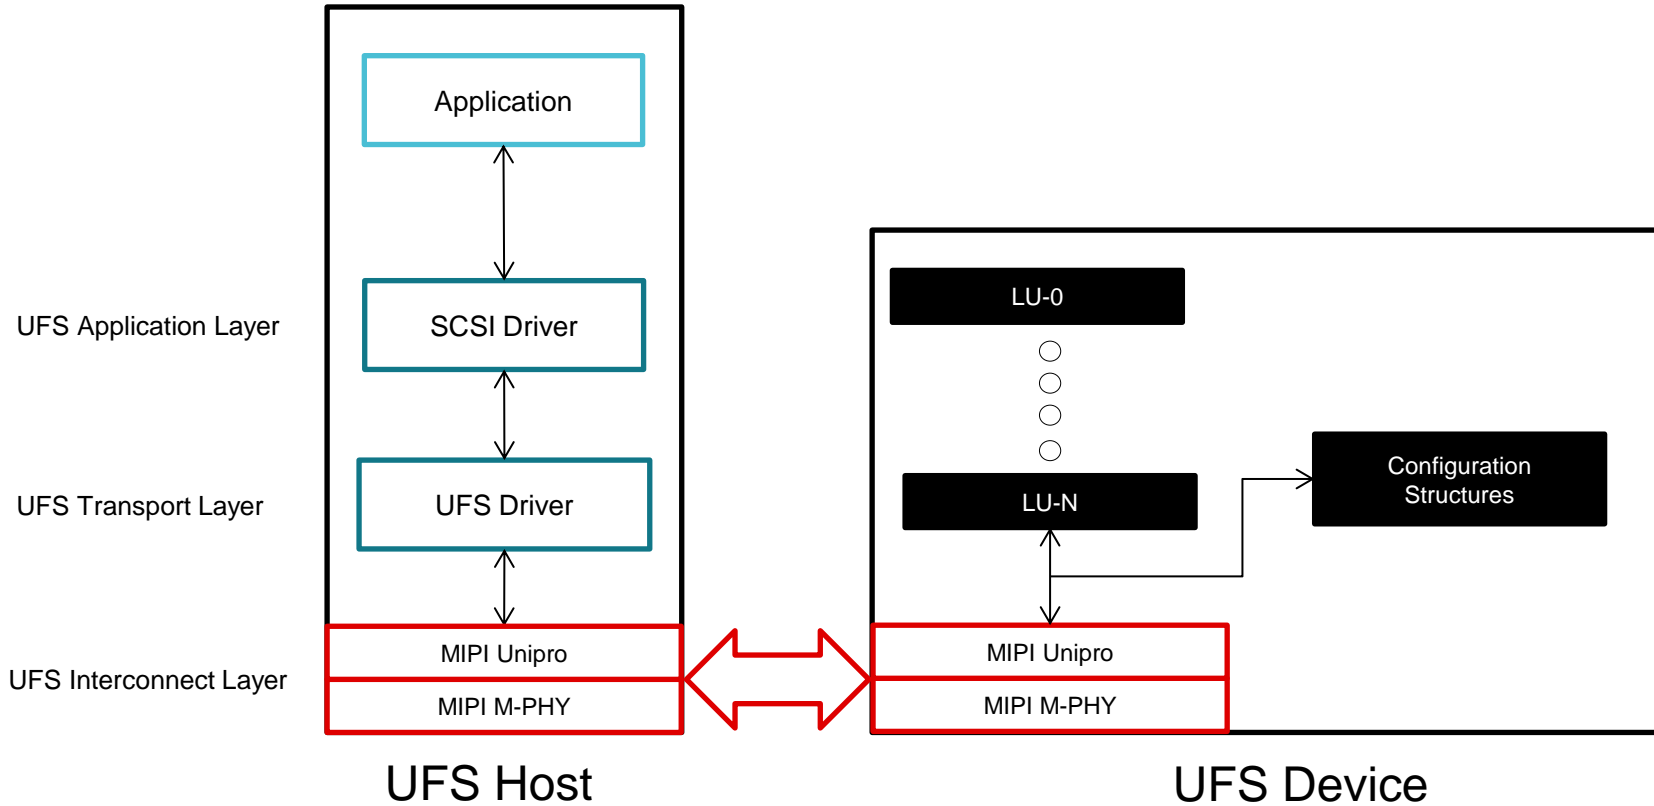 Application
UFS Application Layer
SCSI Driver
UFS Transport Layer
UFS Driver
UFS Interconnect Layer
MIPI Unipro
MIPI M-PHY
UFS Host
LU-0
LU-N
Configuration
Structures
MIPI Unipro
MIPI M-PHY
UFS Device